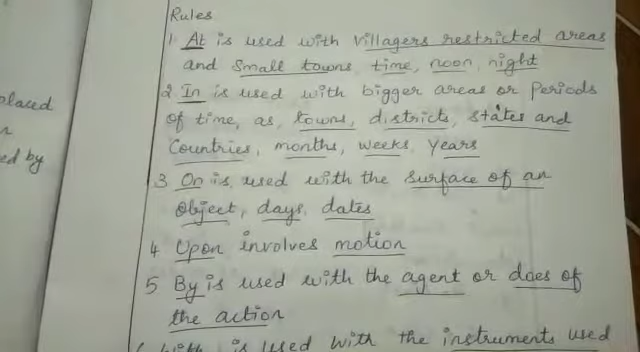 Rules
1 At is used with villagers restricted areas
and small towns, time, noon, night
2 In is used with bigger areas or periods
of time, as, towns, districts, states and
Countries, months, weeks, years
3 On is used with the surface of an
object, days, dates
4 Upon involves motion
5 By is used with the agent or does of
the action
with is used with the instruments used
placed
ed by